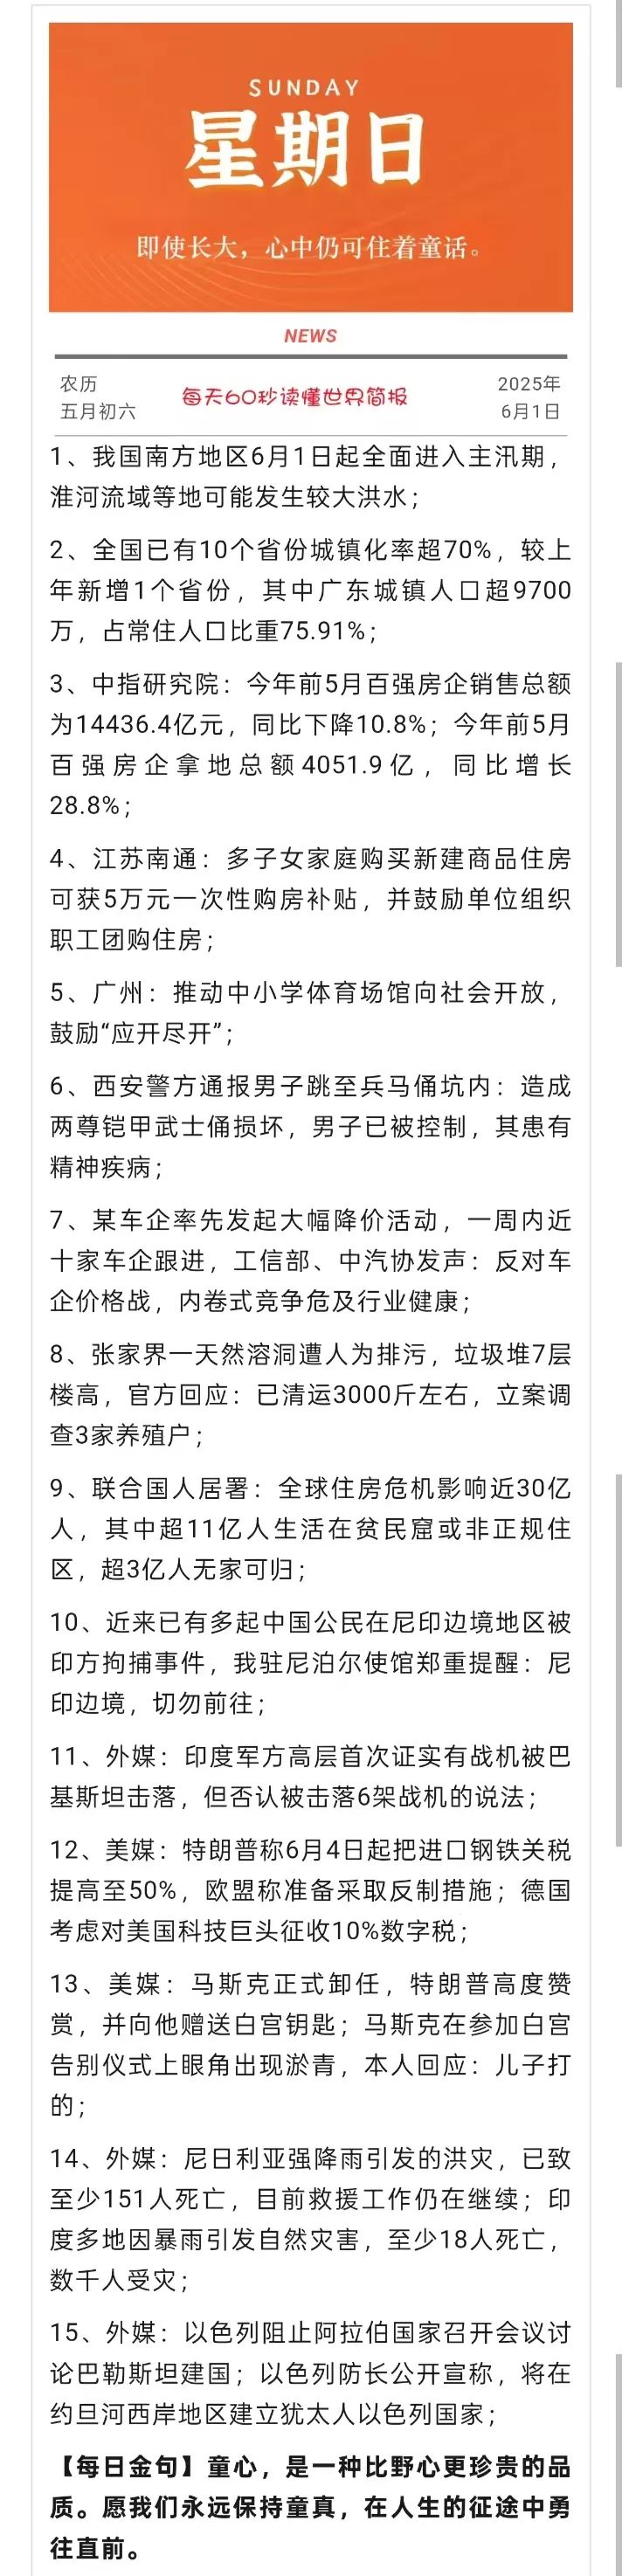 SUNDAY
星期日
即使长大，心中仍可住着童话。
NEWS
农历
五月初六
每天60秒读懂世界简报
2025年
6月1日
1、我国南方地区6月1日起全面进入主汛期，
淮河流域等地可能发生较大洪水；
2、全国已有10个省份城镇化率超70%，较上
年新增1个省份，其中广东城镇人口超9700
万，占常住人口比重75.91%；
3、中指研究院：今年前5月百强房企销售总额
为14436.4亿元，同比下降10.8%；今年前5月
百强房企拿地总额4051.9亿，同比增长
28.8%；
4、江苏南通：多子女家庭购买新建商品住房
可获5万元一次性购房补贴，并鼓励单位组织
职工团购住房；
5、广州：推动中小学体育场馆向社会开放，
鼓励“应开尽开”；
6、西安警方通报男子跳至兵马俑坑内：造成
两尊铠甲武士俑损坏，男子已被控制，其患有
精神疾病；
7、某车企率先发起大幅降价活动，一周内近
十家车企跟进，工信部、中汽协发声：反对车
企价格战，内卷式竞争危及行业健康；
8、张家界一天然溶洞遭人为排污，垃圾堆7层
楼高，官方回应：已清运3000斤左右，立案调
查3家养殖户；
9、联合国人居署：全球住房危机影响近30亿
人，其中超11亿人生活在贫民窟或非正规住
区，超3亿人无家可归；
10、近来已有多起中国公民在尼印边境地区被
印方拘捕事件，我驻尼泊尔使馆郑重提醒：尼
印边境，切勿前往；
11、外媒：印度军方高层首次证实有战机被巴
基斯坦击落，但否认被击落6架战机的说法；
12、美媒：特朗普称6月4日起把进口钢铁关税
提高至50%，欧盟称准备采取反制措施；德国
考虑对美国科技巨头征收10%数字税；
13、美媒：马斯克正式卸任，特朗普高度赞
赏，并向他赠送白宫钥匙；马斯克在参加白宫
告别仪式上眼角出现淤青，本人回应：儿子打
的；
14、外媒：尼日利亚强降雨引发的洪灾，已致
至少151人死亡，目前救援工作仍在继续；印
度多地因暴雨引发自然灾害，至少18人死亡，
数千人受灾；
15、外媒：以色列阻止阿拉伯国家召开会议讨
论巴勒斯坦建国；以色列防长公开宣称，将在
约旦河西岸地区建立犹太人以色列国家；
【每日金句】童心，是一种比野心更珍贵的品
质。愿我们永远保持童真，在人生的征途中勇
往直前。